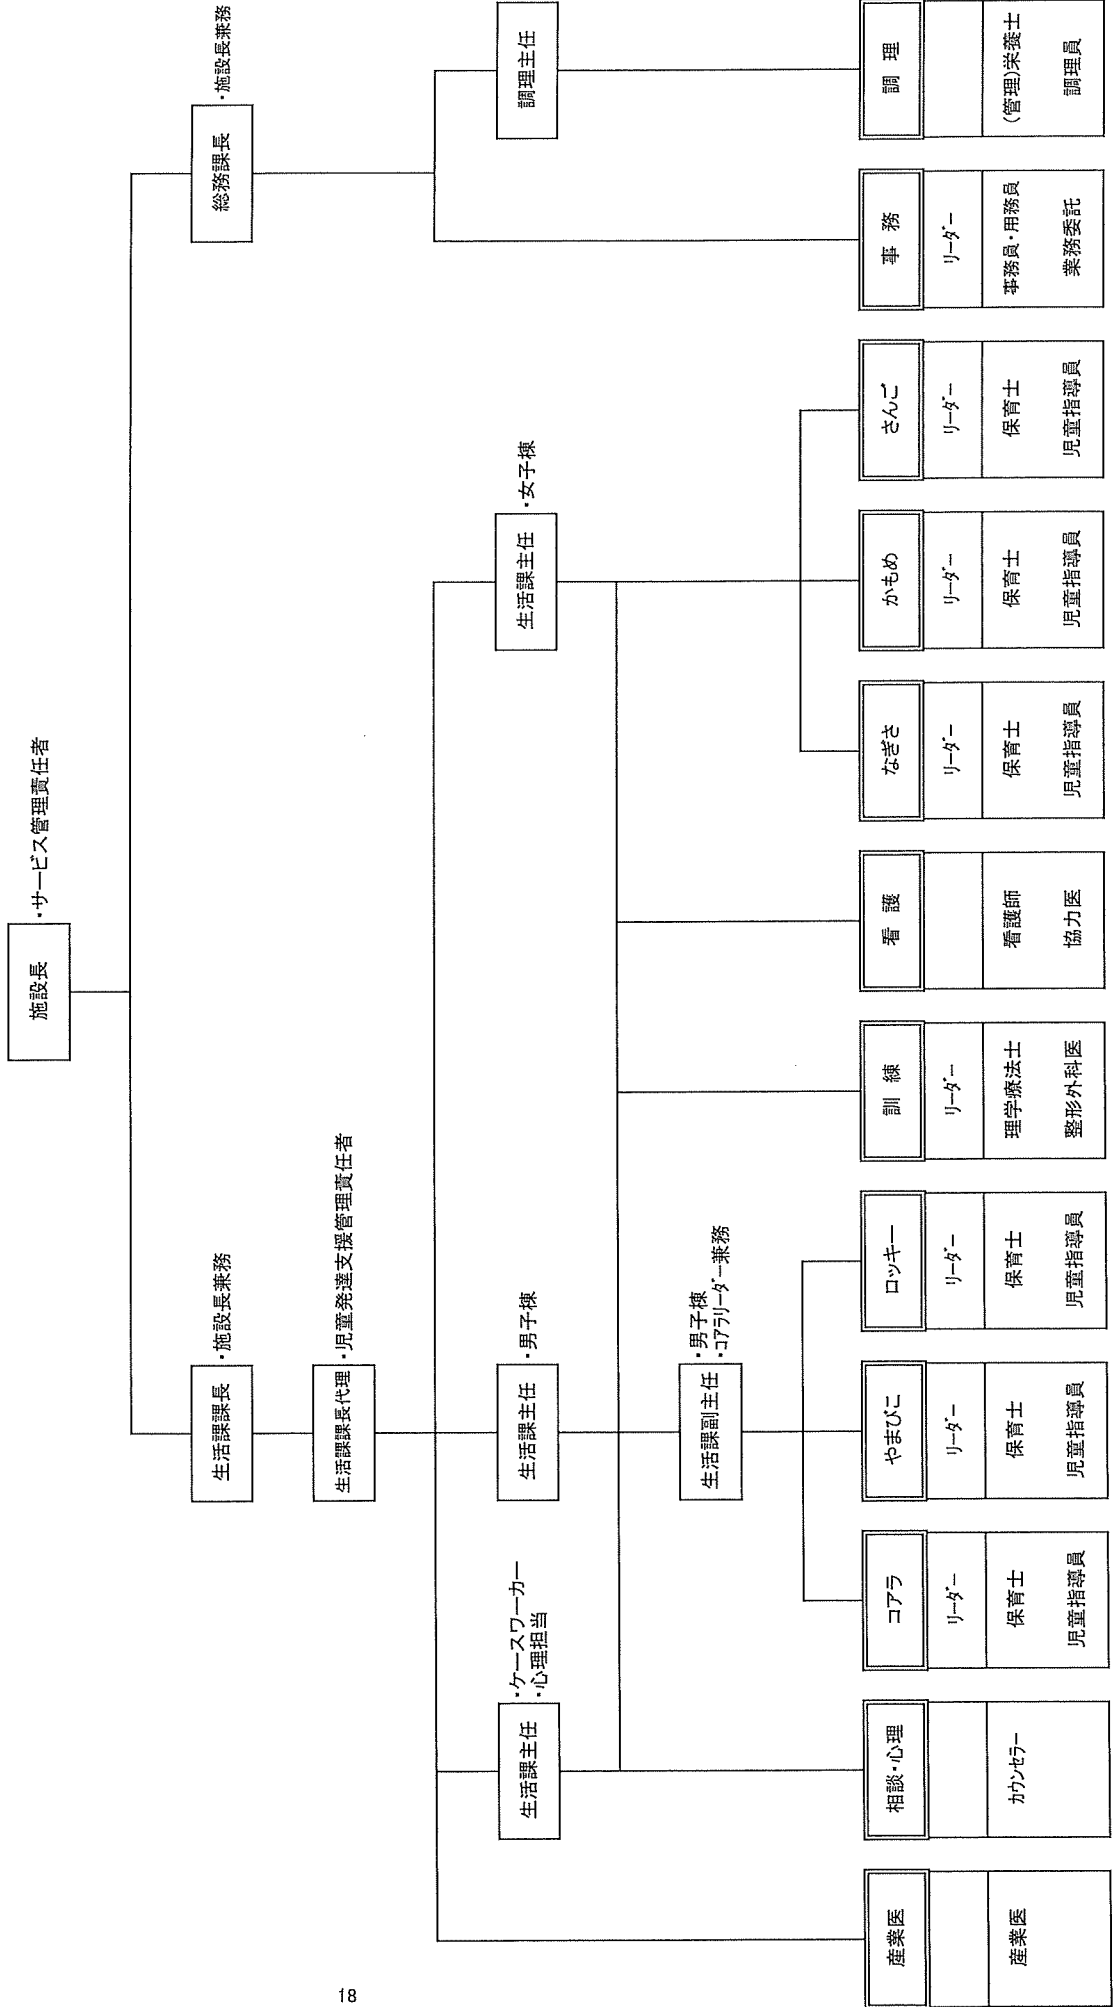 施設長
・サービス管理責任者
生活課課長
・施設長兼務
総務課長
・施設長兼務
生活課課長代理
・児童発達支援管理責任者
生活課主任
・ケースワーカー
・心理担当
生活課主任
・男子棟
生活課主任
・女子棟
調理主任
生活課副主任
・男子棟
・コアラリーダー兼務
産業医
産業医
相談・心理
カウンセラー
コアラ
リーダー
保育士
児童指導員
やまびこ
リーダー
保育士
児童指導員
ロッキー
リーダー
保育士
児童指導員
訓 練
リーダー
理学療法士
整形外科医
看 護
看護師
協力医
なぎさ
リーダー
保育士
児童指導員
かもめ
リーダー
保育士
児童指導員
さんご
リーダー
保育士
児童指導員
事 務
リーダー
事務員・用務員
業務委託
調 理
(管理)栄養士
調理員
18